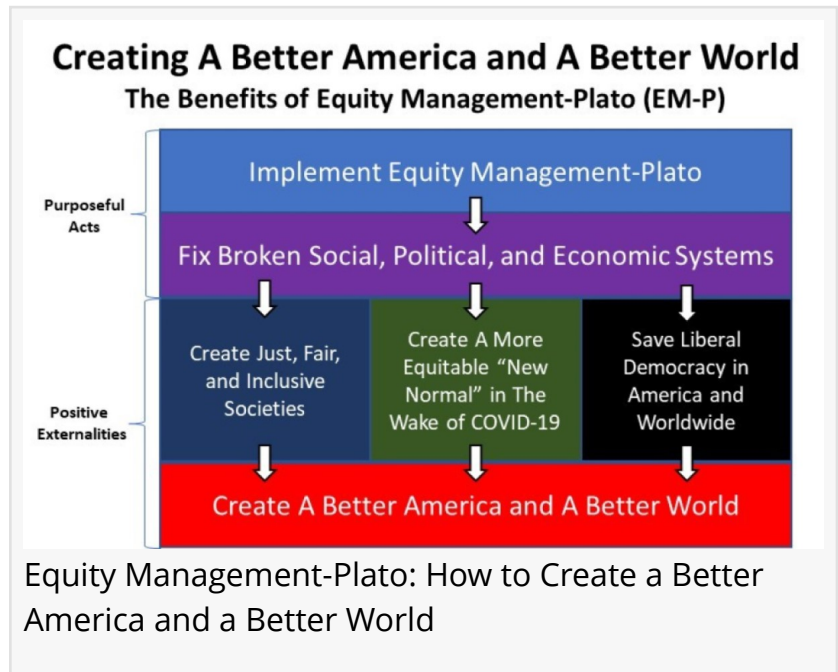 Creating A Better America and A Better World
The Benefits of Equity Management-Plato (EM-P)
Purposeful
Acts
Implement Equity Management-Plato
Fix Broken Social, Political, and Economic Systems
Positive
Externalities
Create Just, Fair,
and Inclusive
Societies
Create A More
Equitable “New
Normal” in The
Wake of COVID-19
Save Liberal
Democracy in
America and
Worldwide
Create A Better America and A Better World
Equity Management-Plato: How to Create a Better
America and a Better World